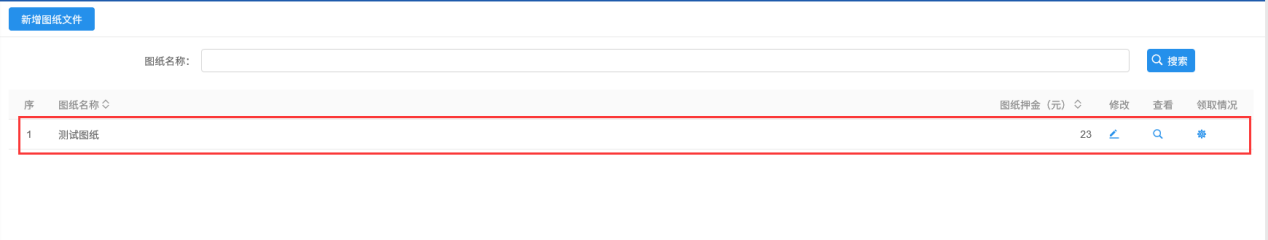 新增图纸文件
图纸名称：
搜索
序 图纸名称 图纸押金（元） 修改 查看 领取情况
1 测试图纸 23